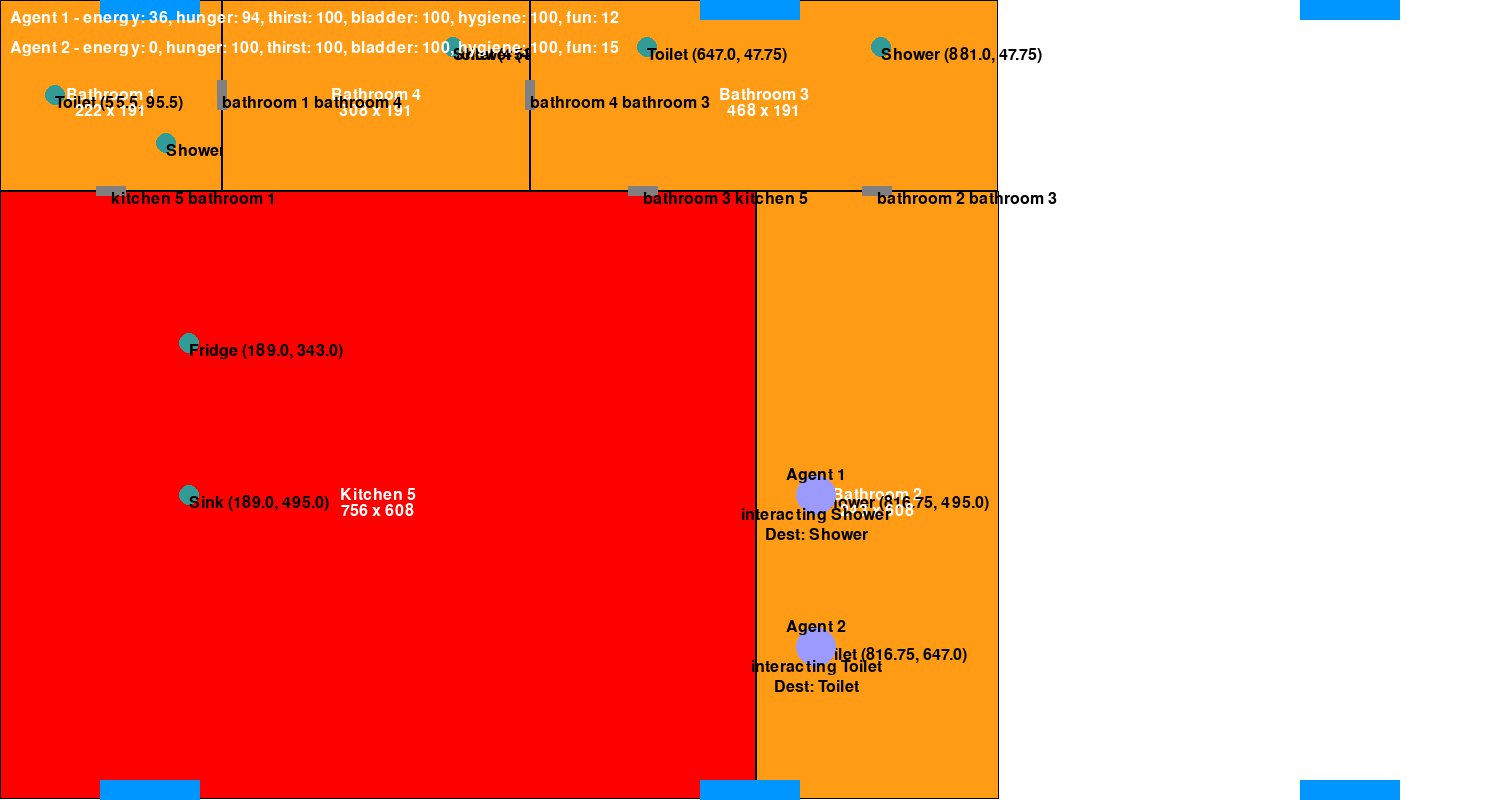 Agent 1 - energy: 36, hunger: 94, thirst: 100, bladder: 100, hygiene: 100, fun: 12
Agent 2 - energy: 0, hunger: 100, thirst: 100, bladder: 100, hygiene: 100, fun: 15
Toilet (647.0, 47.75)
Shower (881.0, 47.75)
Bathroom 1
222 x 191
Toilet (55.5, 95.5)
Bathroom 4
308 x 191
bathroom 1 bathroom 4
Bathroom 3
468 x 191
bathroom 4 bathroom 3
Shower
kitchen 5 bathroom 1
bathroom 3 kitchen 5
bathroom 2 bathroom 3
Fridge (189.0, 343.0)
Sink (189.0, 495.0)
Kitchen 5
756 x 608
Agent 1
Bathroom 2
(816.75, 495.0)
608
interacting Shower
Dest: Shower
Agent 2
ilet (816.75, 647.0)
interacting Toilet
Dest: Toilet